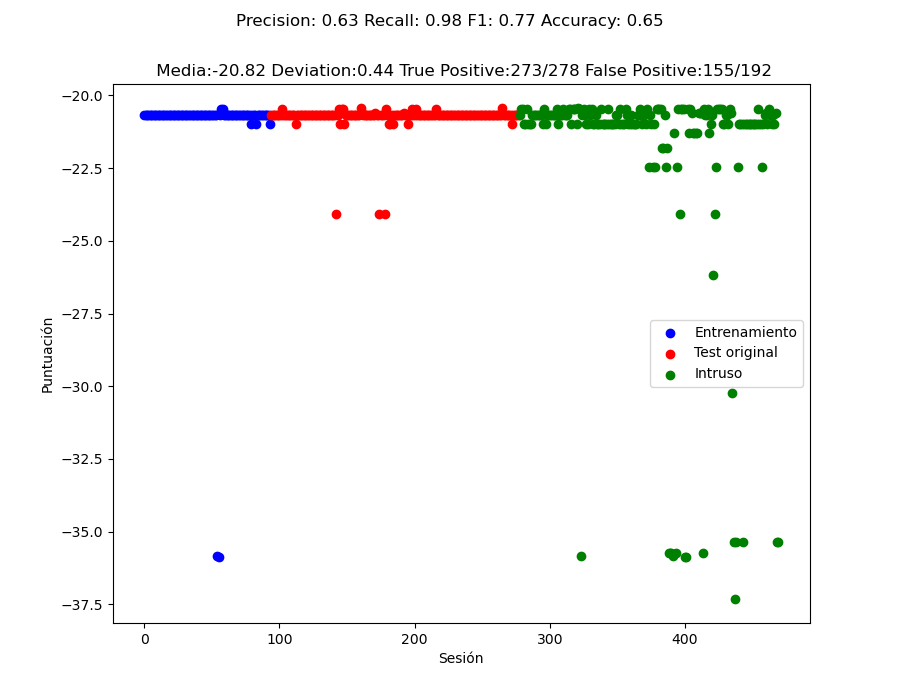 Precision: 0.63 Recall: 0.98 F1: 0.77 Accuracy: 0.65
Media:-20.82 Deviation:0.44 True Positive:273/278 False Positive:155/192
−20.0
−22.5
−25.0
−27.5
−30.0
−32.5
−35.0
−37.5
Puntuación
Entrenamiento
Test original
Intruso
0
100
200
300
400
Sesión